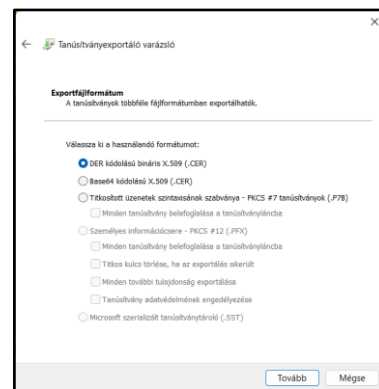 Tanúsítványexportáló varázsló
Exportfájlformátum
A tanúsítványok többféle fájlformátumban exportálhatók.
Válassza ki a használandó formátumot:
DER kódolású bináris X.509 (.CER)
Base64 kódolású X.509 (.CER)
Titkosított üzenetek szintaxisának szabványa - PKCS #7 tanúsítványok (.P7B)
Minden tanúsítvány belefoglalása a tanúsítványláncba
Személyes információcsere - PKCS #12 (.PFX)
Minden tanúsítvány belefoglalása a tanúsítványláncba
Titkos kulcs törlése, ha az exportálás sikerült
Minden további tulajdonság exportálása
Tanúsítvány adatvédelmének engedélyezése
Microsoft szerializált tanúsítványtároló (.SST)
Tovább Mégse